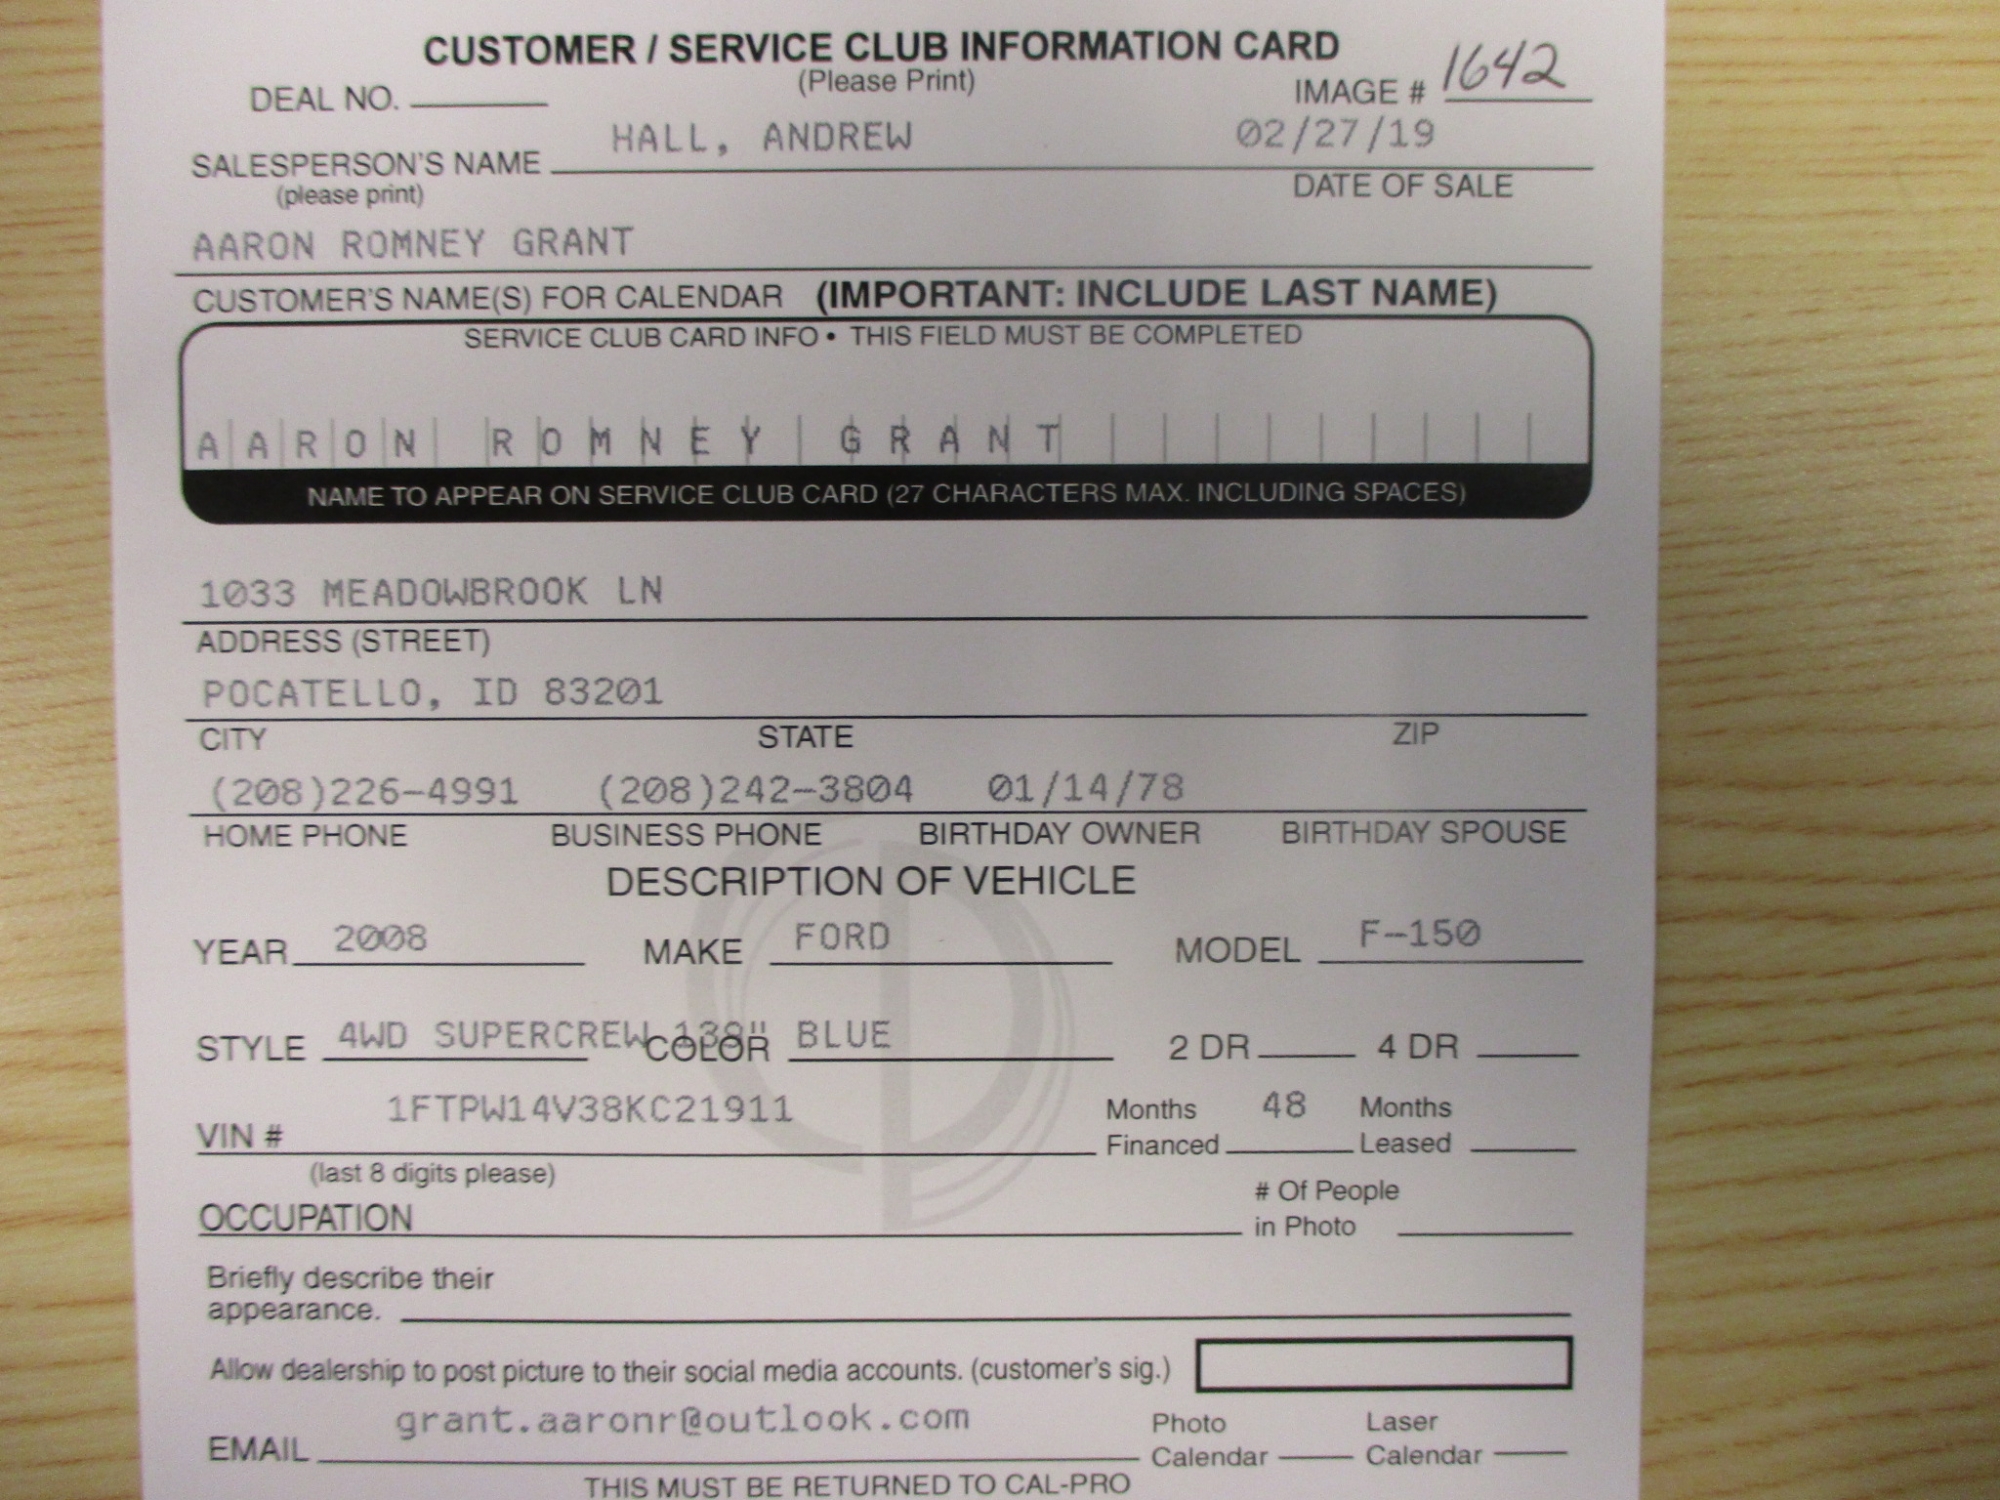 CUSTOMER / SERVICE CLUB INFORMATION CARD
(Please Print)
DEAL NO. IMAGE # 1642
HALL, ANDREW 02/27/19
SALESPERSON'S NAME
(please print) DATE OF SALE
AARON ROMNEY GRANT
CUSTOMER'S NAME(S) FOR CALENDAR (IMPORTANT: INCLUDE LAST NAME)
SERVICE CLUB CARD INFO • THIS FIELD MUST BE COMPLETED
AARON ROMNEY GRANT
NAME TO APPEAR ON SERVICE CLUB CARD (27 CHARACTERS MAX. INCLUDING SPACES)
1033 MEADOWBROOK LN
ADDRESS (STREET)
POCATELLO, ID 83201
CITY STATE ZIP
(208)226-4991 (208)242-3804 01/14/78
HOME PHONE BUSINESS PHONE BIRTHDAY OWNER BIRTHDAY SPOUSE
DESCRIPTION OF VEHICLE
YEAR 2008 MAKE FORD MODEL F-150
STYLE 4WD SUPERCREW 139" COLOR BLUE 2 DR 4 DR
VIN # 1FTPW14V38KC21911 Months Financed 48 Months Leased
(last 8 digits please)
OCCUPATION # Of People in Photo
Briefly describe their
appearance.
Allow dealership to post picture to their social media accounts. (customer's sig.)
EMAIL grant.aaronr@outlook.com Photo Calendar Laser Calendar
THIS MUST BE RETURNED TO CAL-PRO